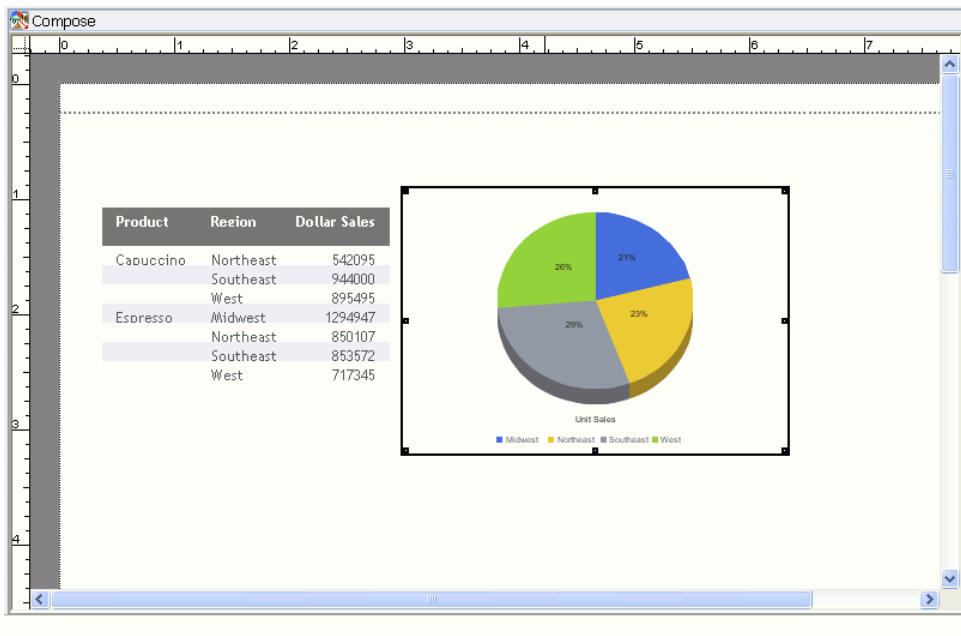 Compose
0 1 2 3 4 5 6 7
0
1
2
3
4
Product Region Dollar Sales
Capuccino Northeast 542095
Southeast 944000
West 895495
Espresso Midwest 1294947
Northeast 850107
Southeast 853572
West 717345
26% 21%
29% 23%
Unit Sales
Midwest Northeast Southeast West